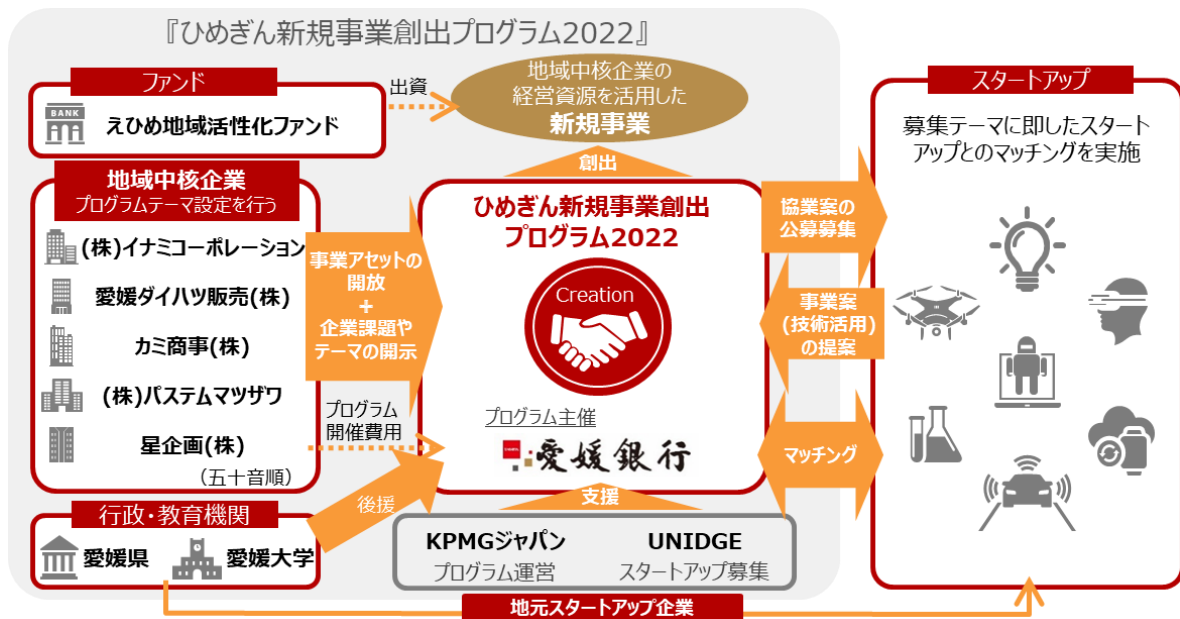 『ひめぎん新規事業創出プログラム2022』
ファンド
BANK
えひめ地域活性化ファンド
出資
地域中核企業の
経営資源を活用した
新規事業
創出
地域中核企業
プログラムテーマ設定を行う
(株)イナミコーポレーション
愛媛ダイハツ販売(株)
カミ商事(株)
(株)パステムマツザワ
星企画(株)
(五十音順)
事業アセットの
開放
+
企業課題や
テーマの開示
プログラム
開催費用
行政・教育機関
愛媛県
愛媛大学
後援
ひめぎん新規事業創出
プログラム2022
Creation
プログラム主催
愛媛銀行
支援
KPMGジャパン
プログラム運営
UNIDGE
スタートアップ募集
協業案の
公募募集
事業案
(技術活用)
の提案
マッチング
スタートアップ
募集テーマに即したスタート
アップとのマッチングを実施
地元スタートアップ企業